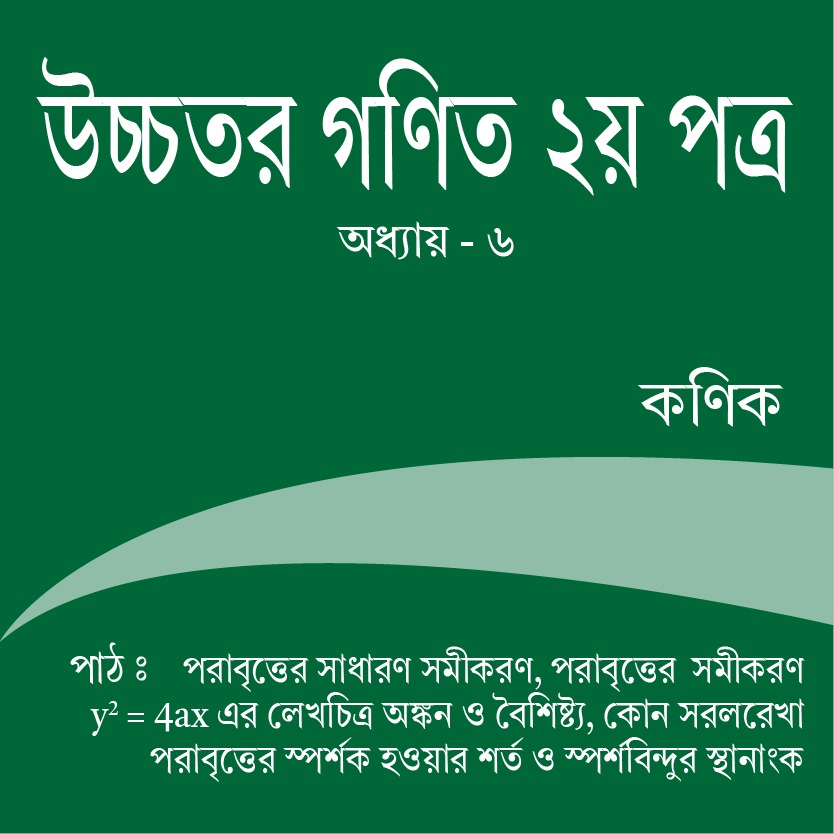 উচ্চতর গণিত ২য় পত্র
অধ্যায় - ৬
কণিক
পাঠ ঃ পরাবৃত্তের সাধারণ সমীকরণ, পরাবৃত্তের সমীকরণ
y² = 4ax এর লেখচিত্র অঙ্কন ও বৈশিষ্ট্য, কোন সরলরেখা
পরাবৃত্তের স্পর্শক হওয়ার শর্ত ও স্পর্শবিন্দুর স্থানাংক